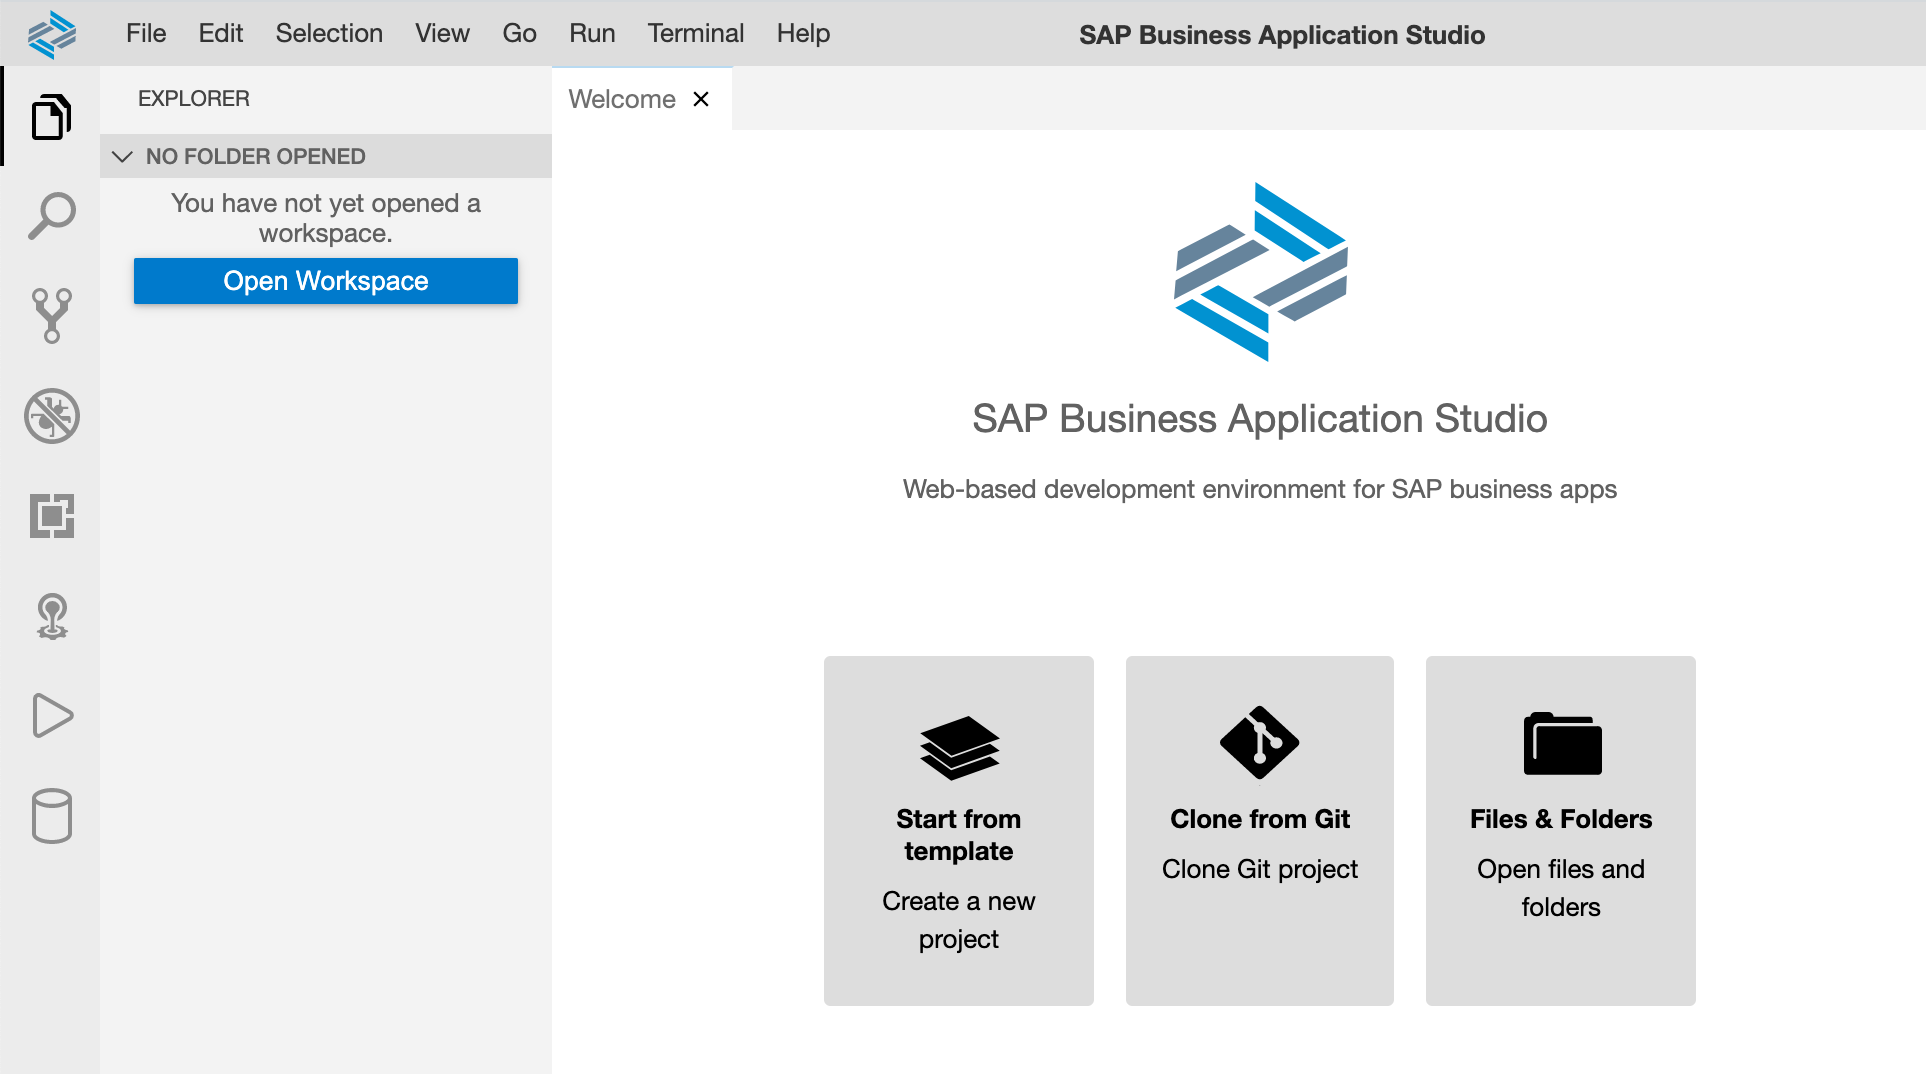 File Edit Selection View Go Run Terminal Help SAP Business Application Studio
EXPLORER
NO FOLDER OPENED
You have not yet opened a
workspace.
Open Workspace
Welcome
SAP Business Application Studio
Web-based development environment for SAP business apps
Start from
template
Create a new
project
Clone from Git
Clone Git project
Files & Folders
Open files and
folders